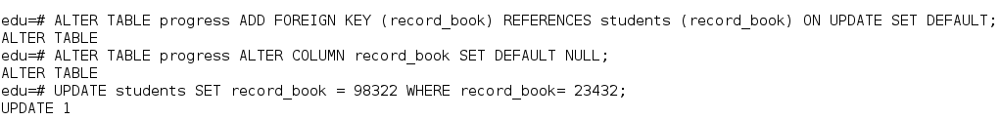 edu=# ALTER TABLE progress ADD FOREIGN KEY (record_book) REFERENCES students (record_book) ON UPDATE SET DEFAULT;
ALTER TABLE
edu=# ALTER TABLE progress ALTER COLUMN record_book SET DEFAULT NULL;
ALTER TABLE
edu=# UPDATE students SET record_book = 98322 WHERE record_book= 23432;
UPDATE 1